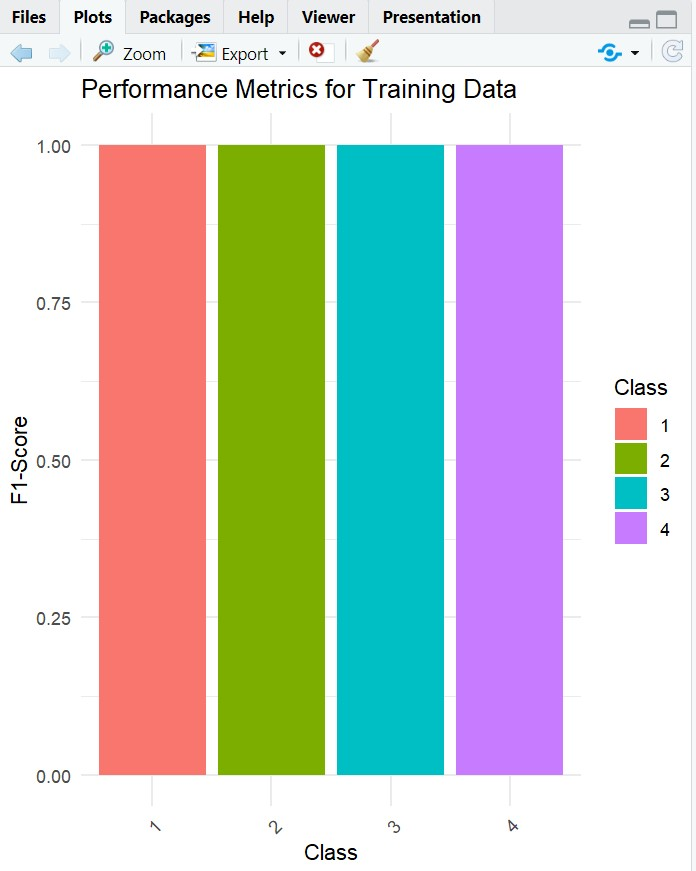 Files Plots Packages Help Viewer Presentation
Zoom Export
Performance Metrics for Training Data
1.00
0.75
0.50
0.25
0.00
F1-Score
1 2 3 4
Class
Class
1
2
3
4